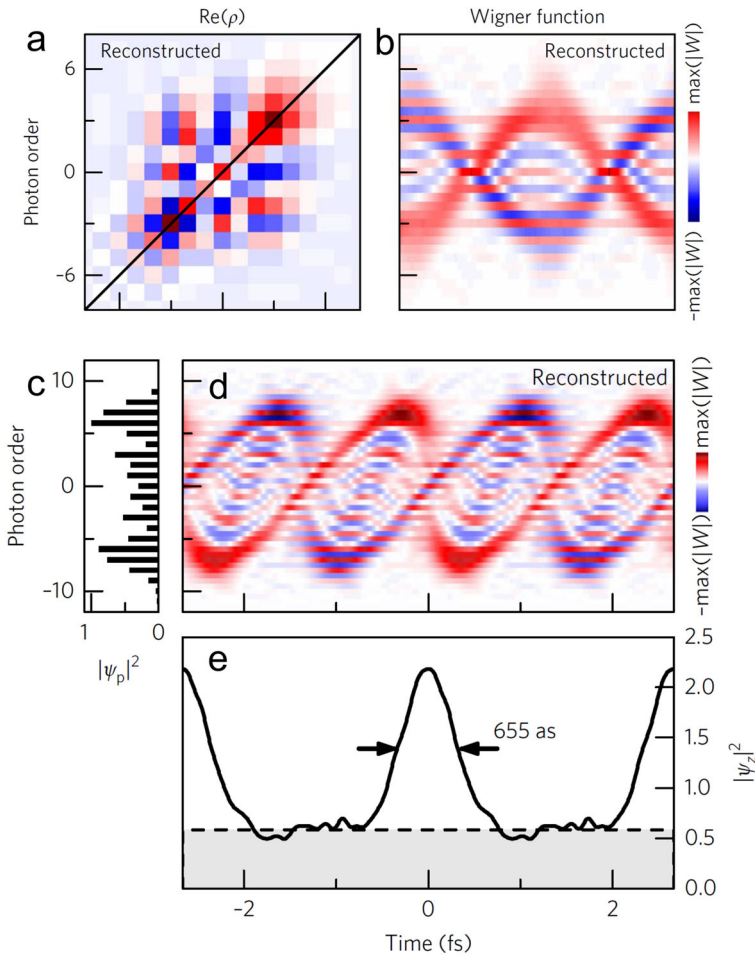 Re(ρ)
Wigner function
a
Reconstructed
b
Reconstructed
Photon order
6
0
-6
max(|W|)
-max(|W|)
c
d
Reconstructed
Photon order
10
0
-10
max(|W|)
-max(|W|)
1
0
|ψp|²
e
655 as
2.5
2.0
1.5
1.0
0.5
0.0
|ψz|²
−2
0
2
Time (fs)